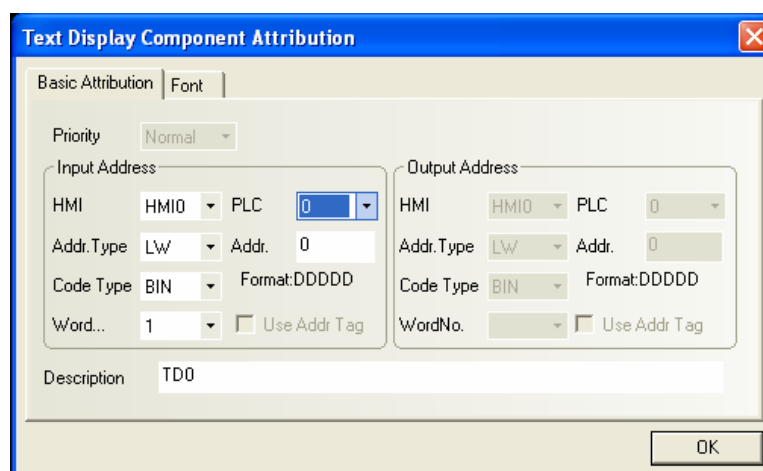 Text Display Component Attribution
Basic Attribution Font
Priority Normal
Input Address
HMI HMI0 PLC 0
Addr.Type LW Addr. 0
Code Type BIN Format:DDDDD
Word... 1 Use Addr Tag
Output Address
HMI HMI0 PLC 0
Addr.Type LW Addr. 0
Code Type BIN Format:DDDDD
WordNo. Use Addr Tag
Description TD0
OK